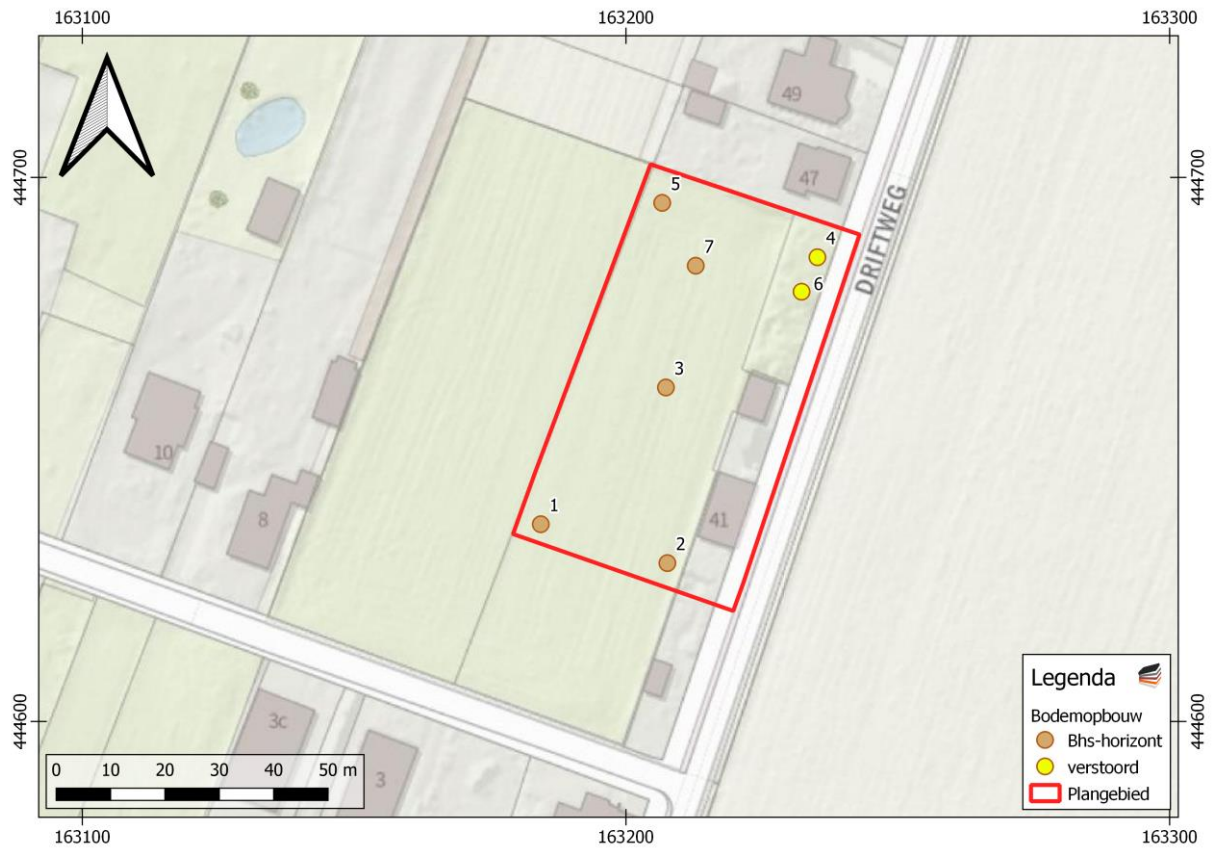 163100 163200 163300
49
47
444700 444700
5
7
4
6
DRIFTWEG
3
10
1
41
8
2
Legenda
Bodemopbouw
Bhs-horizont
verstoord
Plangebied
444600 444600
3c
3
0 10 20 30 40 50 m
163100 163200 163300